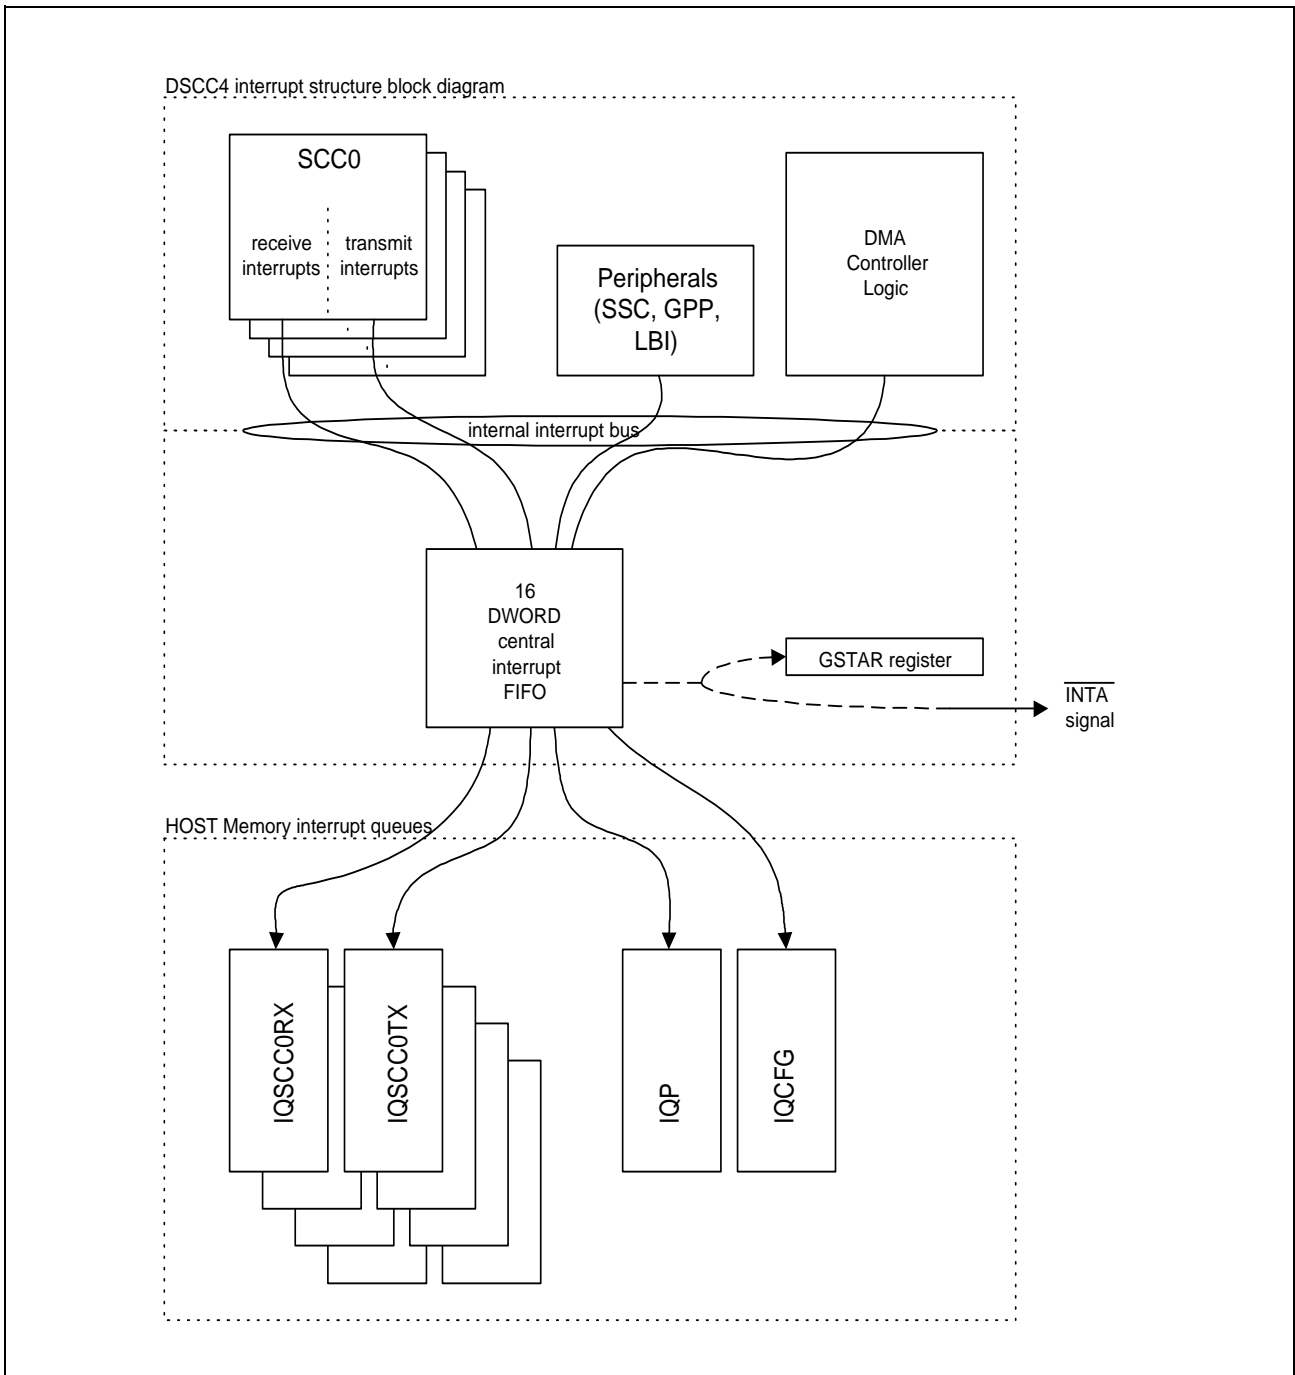 DSCC4 interrupt structure block diagram
SCC0
receive
interrupts
transmit
interrupts
Peripherals
(SSC, GPP,
LBI)
DMA
Controller
Logic
internal interrupt bus
16
DWORD
central
interrupt
FIFO
GSTAR register
INTA
signal
HOST Memory interrupt queues
IQSCC0RX
IQSCC0TX
IQP
IQCFG